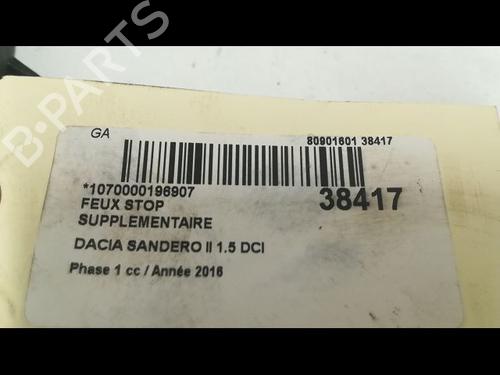 B-PARTS
GA
80901601 38417
*1070000196907
38417
FEUX STOP
SUPPLEMENTAIRE
DACIA SANDERO II 1.5 DCI
Phase 1 cc / Année 2016